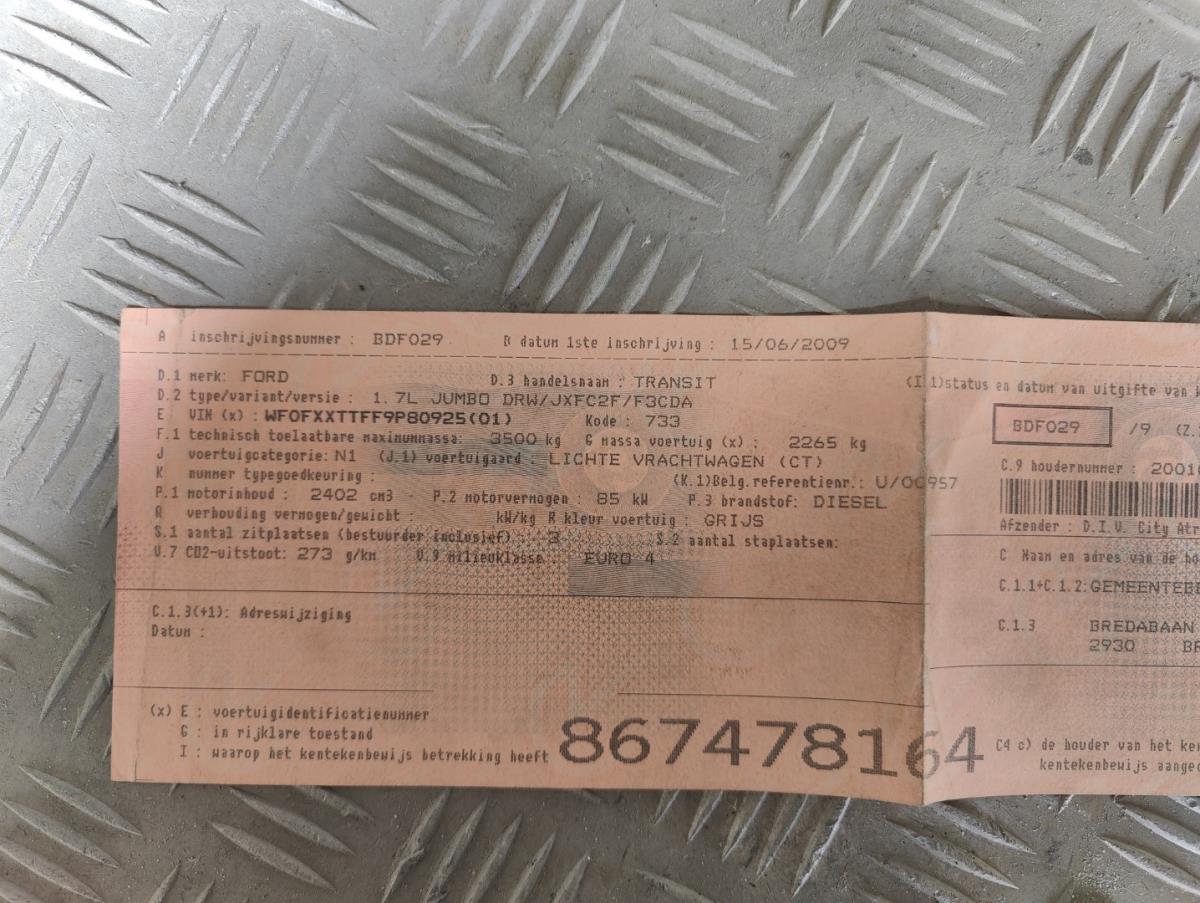 A inschrijvingsnummer : BDF029 B datum 1ste inschrijving : 15/06/2009
D.1 merk: FORD D.3 handelsnaam : TRANSIT
D.2 type/variant/versie : 1.7L JUMBO DRW/JXFC2F/F3CDA
E VIN (x) : WF0FXXTTFF9P80925(01) Kode : 733
F.1 technisch toelaatbare maximummassa: 3500 kg G massa voertuig (x) : 2265 kg
J voertuigcategorie: N1 (J.1) voertuigaard : LICHTE VRACHTWAGEN (CT)
K nummer typegoedkeuring : (K.1)Belg.referentienr.: U/00957
P.1 motorinhoud : 2402 cm3 P.2 motorvermogen : 85 kW P.3 brandstof: DIESEL
Q verhouding vermogen/gewicht : kW/kg R kleur voertuig : GRIJS
S.1 aantal zitplaatsen (bestuurder inclusief) : 3 S.2 aantal staplaatsen:
V.7 CO2-uitstoot: 273 g/km V.9 milieuklasse : EURO 4
C.1.3(+1): Adreswijziging
Datum :
(x) E : voertuigidentificatienummer
G : in rijklare toestand
I : waarop het kentekenbewijs betrekking heeft
867478164
(I.1)status en datum van uitgifte van
BDF029 /9
C.9 houdernummer :
Afzender : D.I.V. City
C Naam en adres van de
C.1.1+C.1.2:
C.1.3 BREDABAAN
2930
C4 c) de houder van het
kentekenbewijs